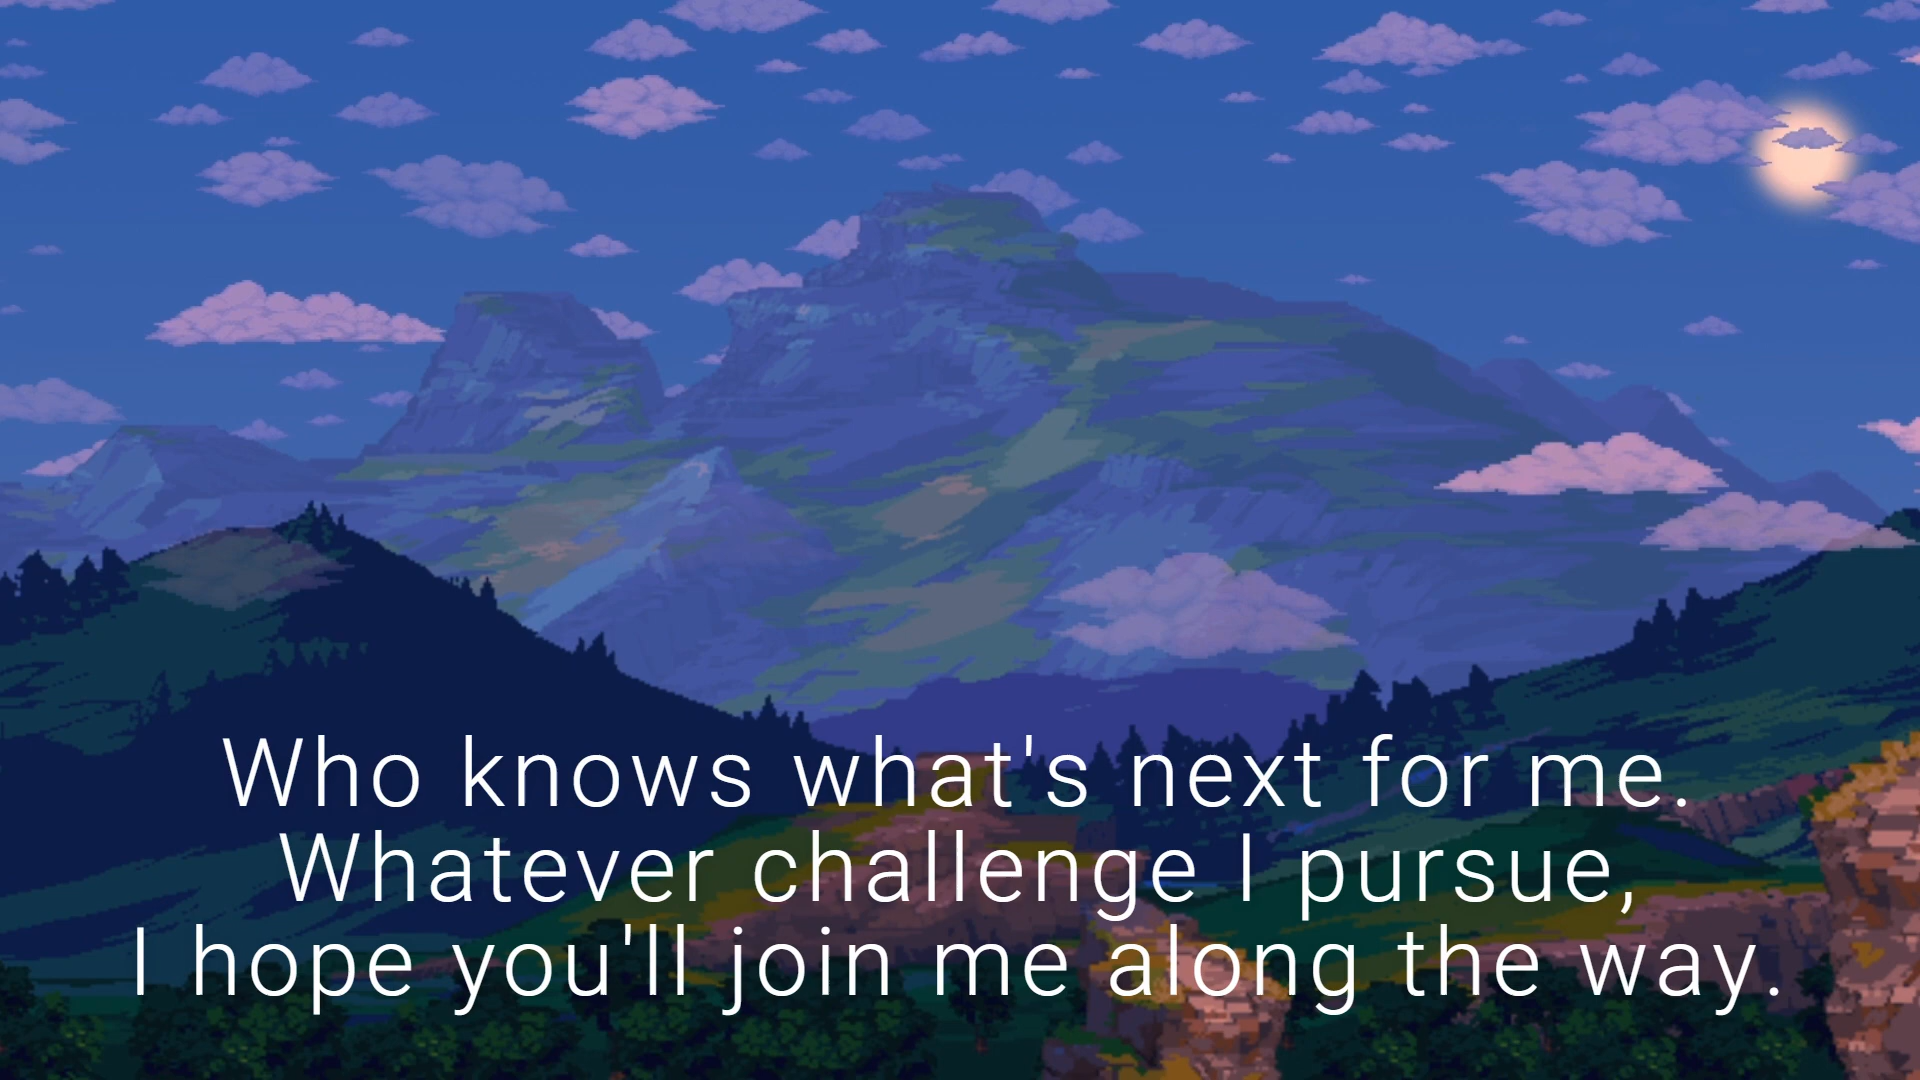 Who knows what's next for me.
Whatever challenge I pursue,
I hope you'll join me along the way.